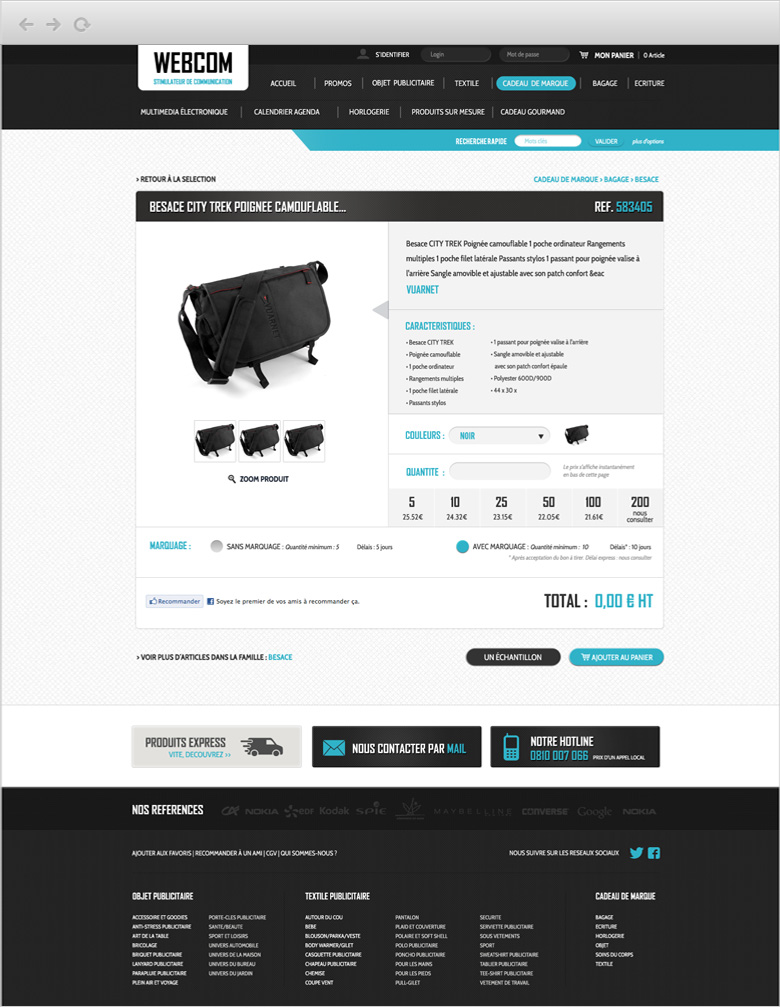 WEBCOM
STIMULATEUR DE COMMUNICATION
S'IDENTIFIER Login Mot de passe MON PANIER | 0 Article
ACCUEIL | PROMOS | OBJET PUBLICITAIRE | TEXTILE | CADEAU DE MARQUE | BAGAGE | ECRITURE
MULTIMEDIA ÉLECTRONIQUE | CALENDRIER AGENDA | HORLOGERIE | PRODUITS SUR MESURE | CADEAU GOURMAND
RECHERCHE RAPIDE Mots clés VALIDER plus d'options
> RETOUR À LA SELECTION
CADEAU DE MARQUE > BAGAGE > BESACE
BESACE CITY TREK POIGNEE CAMOUFLABLE...
REF. 583405
Besace CITY TREK Poignée camouflable 1 poche ordinateur Rangements
multiples 1 poche filet latérale Passants stylos 1 passant pour poignée valise à
l'arrière Sangle amovible et ajustable avec son patch confort &eac
VUARNET
VUARNET
CARACTERISTIQUES :
• Besace CITY TREK
• Poignée camouflable
• 1 poche ordinateur
• Rangements multiples
• 1 poche filet latérale
• Passants stylos
• 1 passant pour poignée valise à l'arrière
• Sangle amovible et ajustable
avec son patch confort épaule
• Polyester 600D/900D
• 44 x 30 x
ZOOM PRODUIT
COULEURS : NOIR
QUANTITE :
Le prix s'affiche instantanément
en bas de cette page
5 10 25 50 100 200
25.52€ 24.32€ 23.15€ 22.05€ 21.61€ nous
consulter
MARQUAGE :
SANS MARQUAGE : Quantité minimum : 5 Délais : 5 jours
AVEC MARQUAGE : Quantité minimum : 10 Délais* : 10 jours
* Après acceptation du bon à tirer. Délai express : nous consulter
Recommander Soyez le premier de vos amis à recommander ça.
TOTAL : 0,00 € HT
> VOIR PLUS D'ARTICLES DANS LA FAMILLE : BESACE
UN ÉCHANTILLON
AJOUTER AU PANIER
PRODUITS EXPRESS
VITE, DECOUVREZ >>
NOUS CONTACTER PAR MAIL
NOTRE HOTLINE
0810 007 066 PRIX D'UN APPEL LOCAL
NOS REFERENCES
CA NOKIA eDF Kodak SPIE MAYBELLINE CONVERSE Google NOKIA
AJOUTER AUX FAVORIS | RECOMMANDER À UN AMI | CGV | QUI SOMMES-NOUS ?
NOUS SUIVRE SUR LES RESEAUX SOCIAUX
OBJET PUBLICITAIRE
ACCESSOIRE ET GOODIES
ANTI-STRESS PUBLICITAIRE
ART DE LA TABLE
BRICOLAGE
BRIQUET PUBLICITAIRE
LANYARD PUBLICITAIRE
PARAPLUIE PUBLICITAIRE
PLEIN AIR ET VOYAGE
PORTE-CLES PUBLICITAIRE
SANTE/BEAUTE
SPORT ET LOISIRS
UNIVERS AUTOMOBILE
UNIVERS DE LA MAISON
UNIVERS DU BUREAU
UNIVERS DU JARDIN
TEXTILE PUBLICITAIRE
AUTOUR DU COU
BEBE
BLOUSON/PARKA/VESTE
BODY WARMER/GILET
CASQUETTE PUBLICITAIRE
CHAPEAU PUBLICITAIRE
CHEMISE
COUPE VENT
PANTALON
PLAID ET COUVERTURE
POLAIRE ET SOFT SHELL
POLO PUBLICITAIRE
PONCHO PUBLICITAIRE
POUR LES MAINS
POUR LES PIEDS
PULL-GILET
SECURITE
SERVIETTE PUBLICITAIRE
SOUS VETEMENTS
SPORT
SWEATSHIRT PUBLICITAIRE
TABLIER PUBLICITAIRE
TEE-SHIRT PUBLICITAIRE
VETEMENT DE TRAVAIL
CADEAU DE MARQUE
BAGAGE
ECRITURE
HORLOGERIE
OBJET
SOINS DU CORPS
TEXTILE